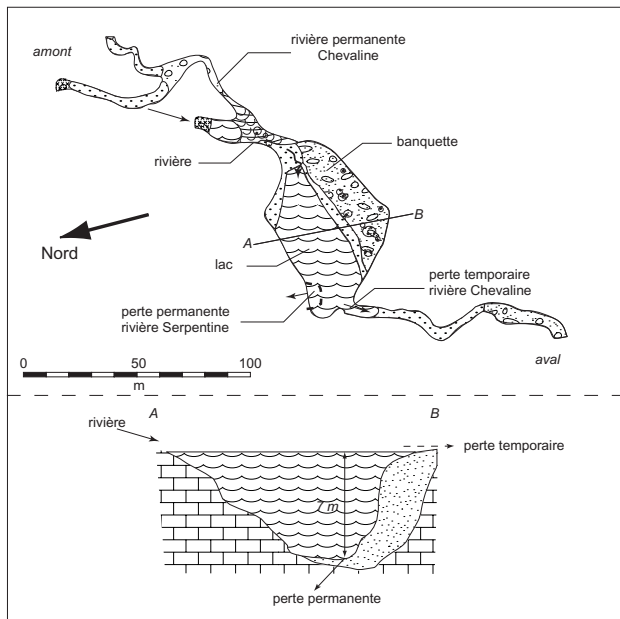 amont
rivière permanente
Chevaline
rivière
banquette
A
B
Nord
lac
perte temporaire
rivière Chevaline
perte permanente
rivière Serpentine
aval
0 50 100
m
A
B
rivière
perte temporaire
7 m
perte permanente